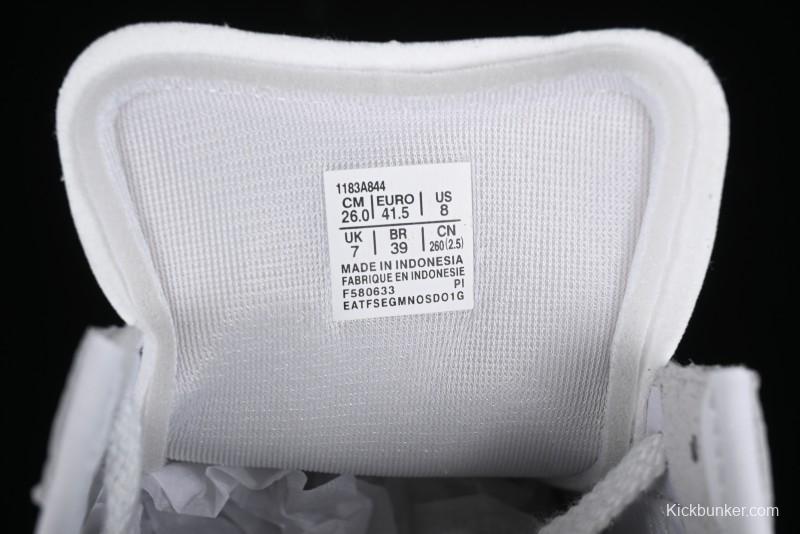 1183A844
CM EURO US
26.0 41.5 8
UK BR CN
7 39 260(2.5)
MADE IN INDONESIA
FABRIQUE EN INDONESIE
F580633 PI
EATFSEGMNOSDO1G
Kickbunker.com